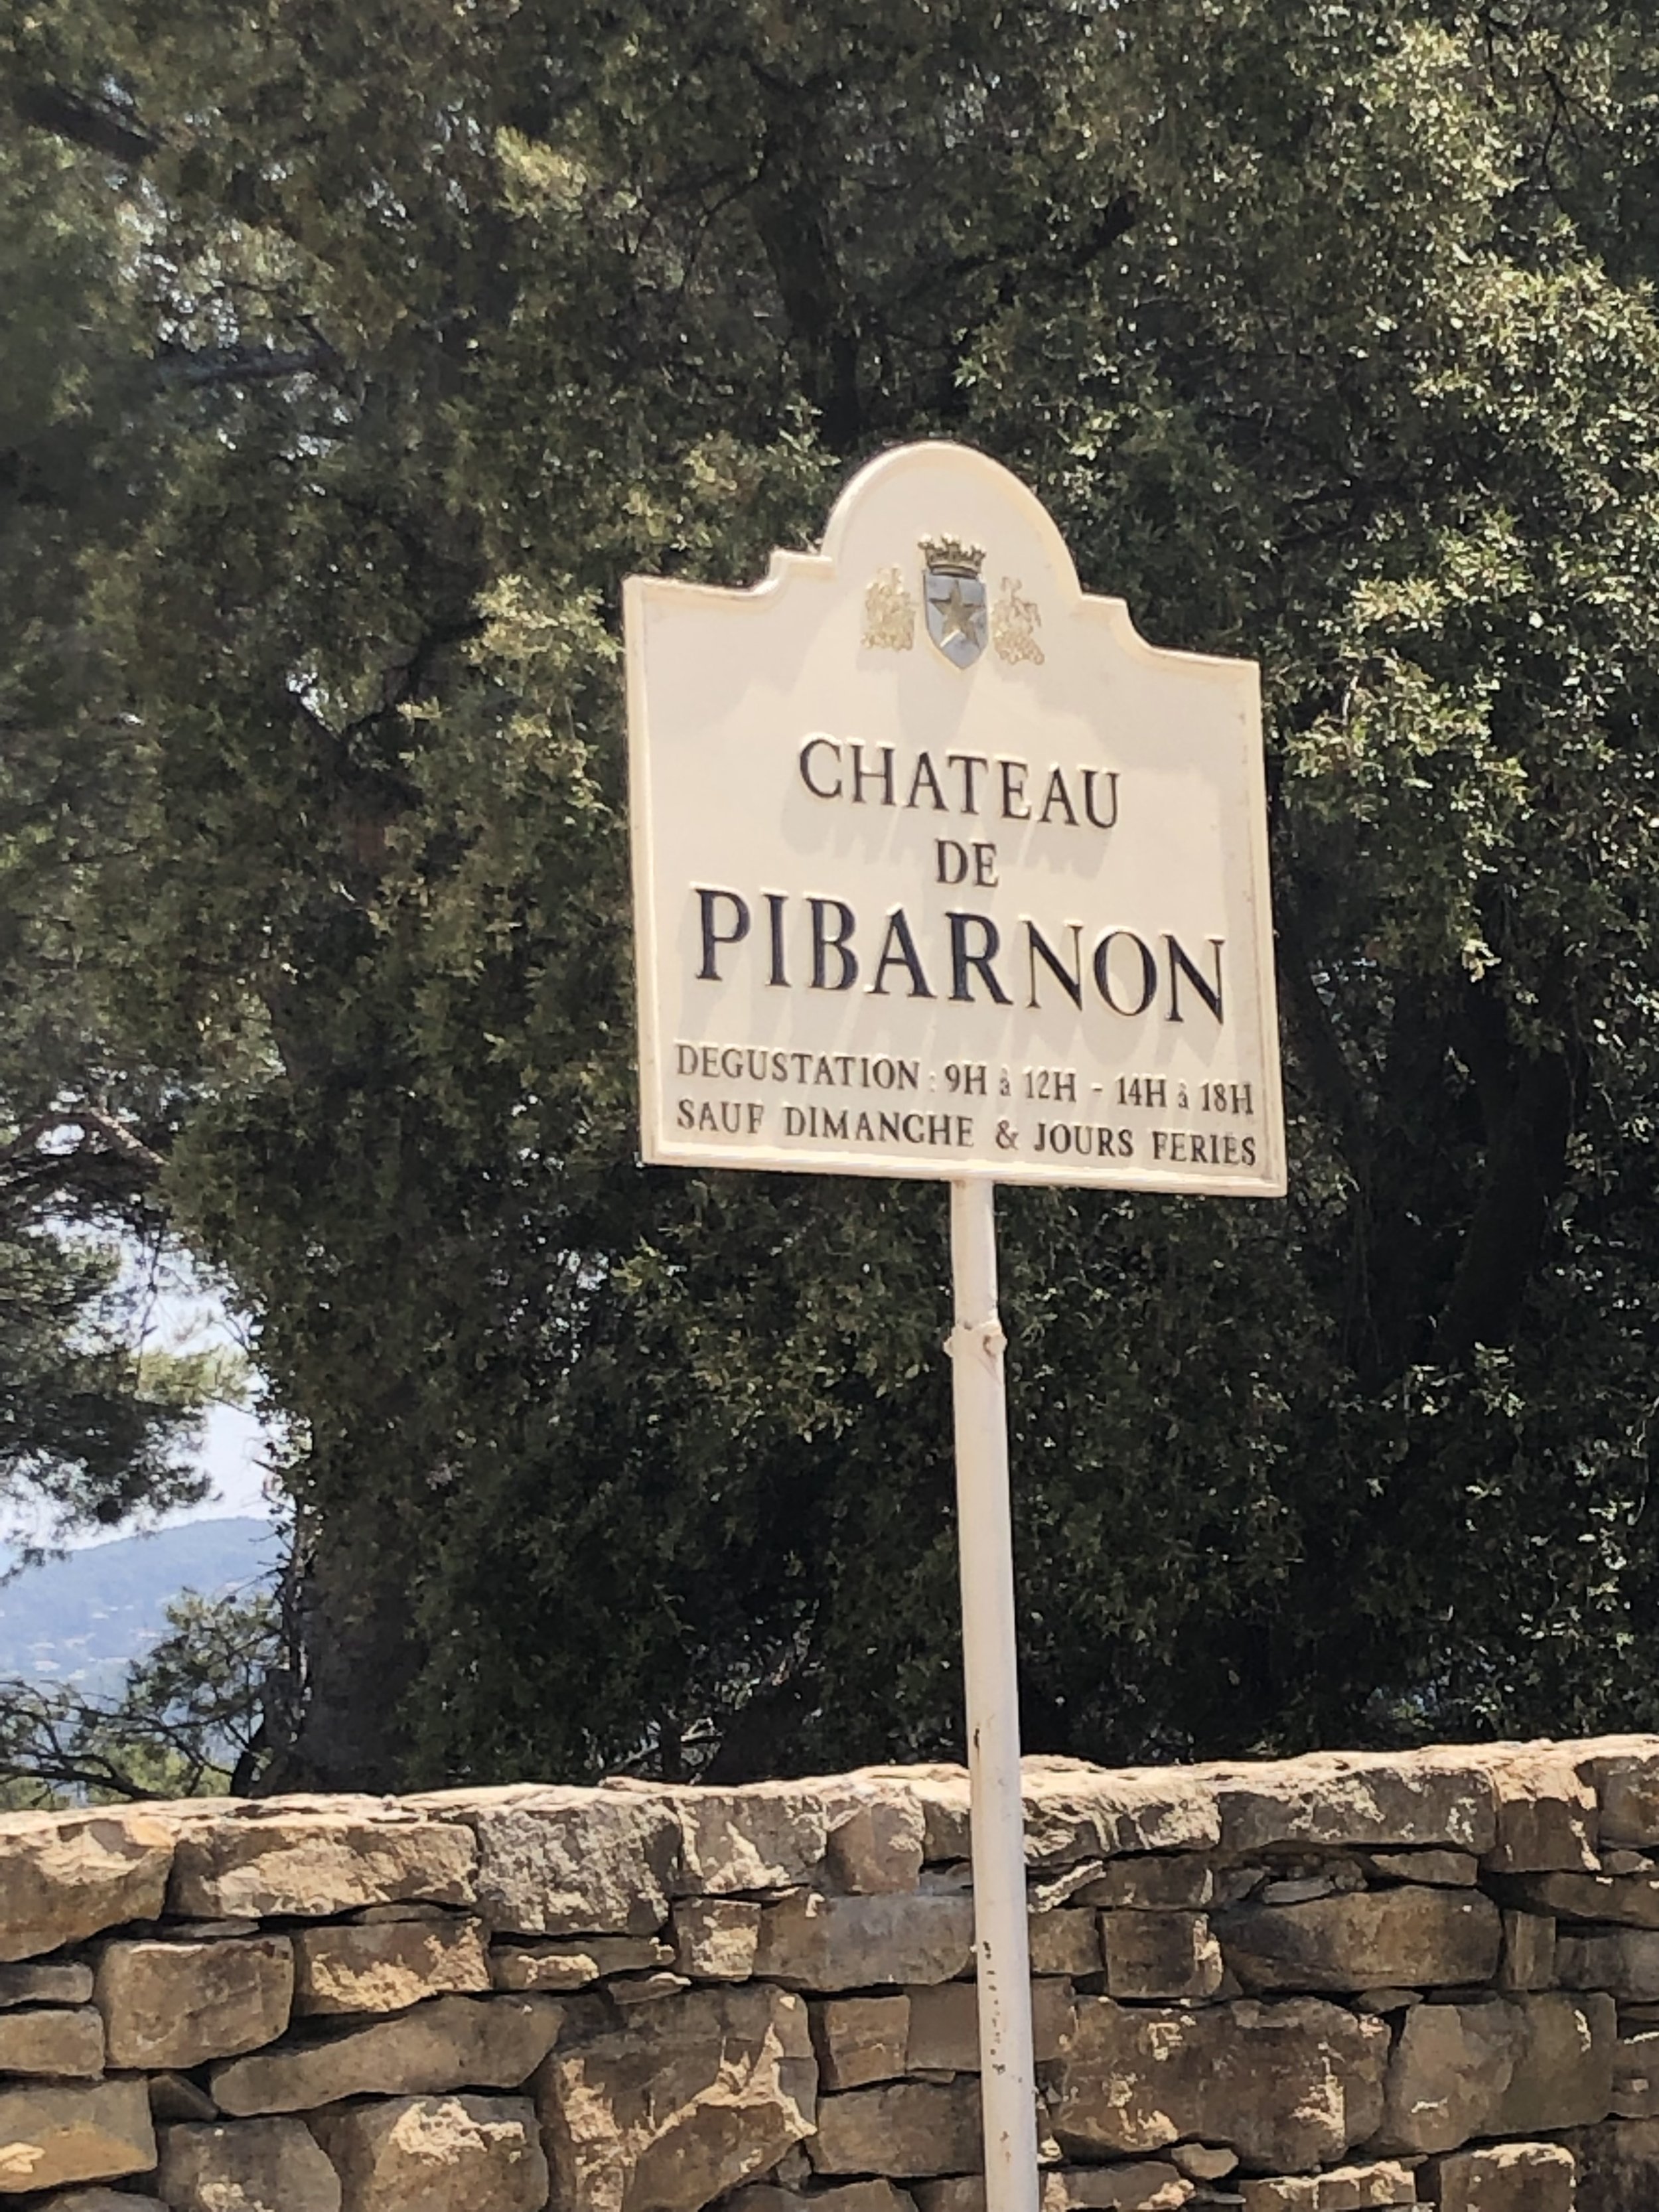 CHATEAU
DE
PIBARNON
DEGUSTATION : 9H à 12H - 14H à 18H
SAUF DIMANCHE & JOURS FERIES